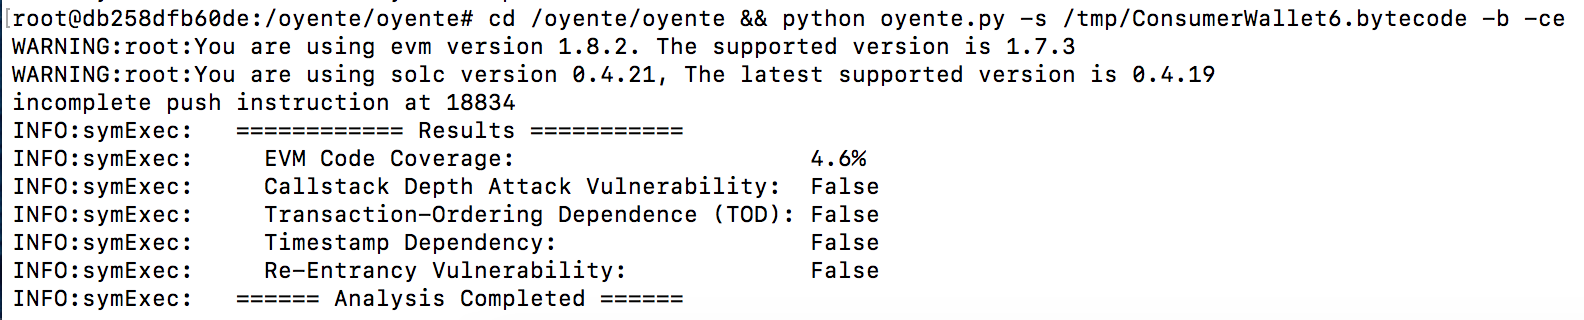 [root@db258dfb60de:/oyente/oyente# cd /oyente/oyente && python oyente.py -s /tmp/ConsumerWallet6.bytecode -b -ce
WARNING:root:You are using evm version 1.8.2. The supported version is 1.7.3
WARNING:root:You are using solc version 0.4.21, The latest supported version is 0.4.19
incomplete push instruction at 18834
INFO:symExec:   ============ Results ===========
INFO:symExec:     EVM Code Coverage:                     4.6%
INFO:symExec:     Callstack Depth Attack Vulnerability:  False
INFO:symExec:     Transaction-Ordering Dependence (TOD): False
INFO:symExec:     Timestamp Dependency:                  False
INFO:symExec:     Re-Entrancy Vulnerability:             False
INFO:symExec:   ====== Analysis Completed ======